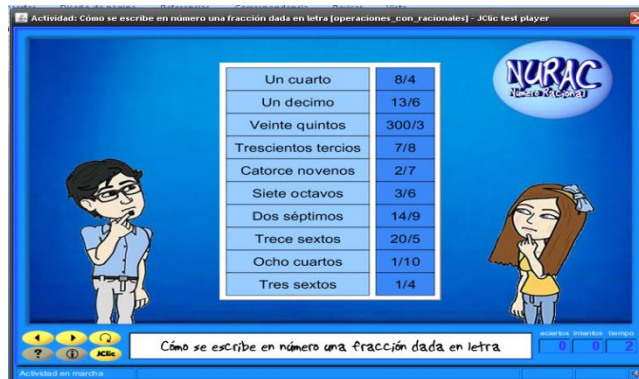 Actividad: Cómo se escribe en número una fracción dada en letra [operaciones_con_racionales] - JClic test player
NURAC
Número Racional
Un cuarto 8/4
Un decimo 13/6
Veinte quintos 300/3
Trescientos tercios 7/8
Catorce novenos 2/7
Siete octavos 3/6
Dos séptimos 14/9
Trece sextos 20/5
Ocho cuartos 1/10
Tres sextos 1/4
JClic
Cómo se escribe en número una fracción dada en letra
aciertos intentos tiempo
0 0 2
Actividad en marcha